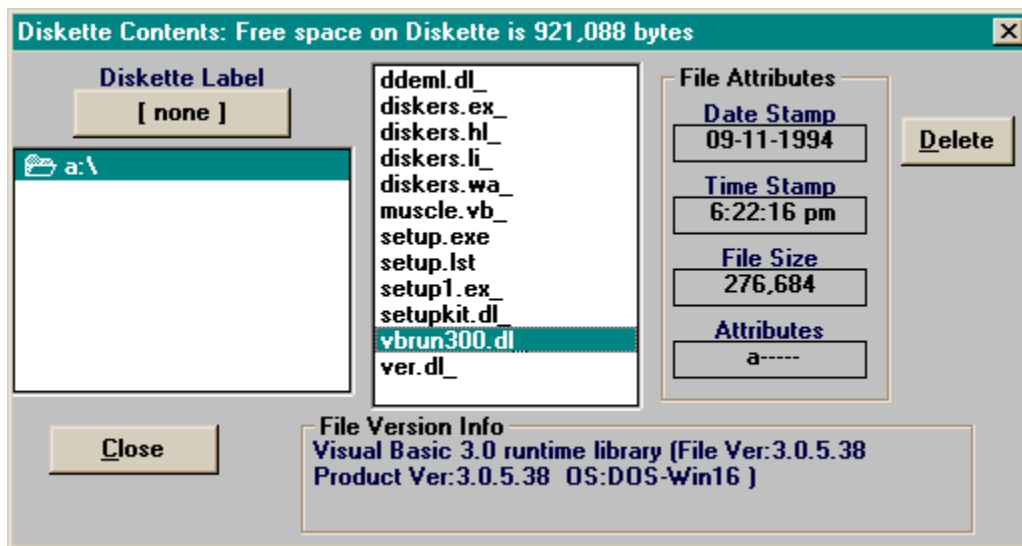 Diskette Contents: Free space on Diskette is 921,088 bytes
Diskette Label
[ none ]
a:\
ddeml.dl_
diskers.ex_
diskers.hl_
diskers.li_
diskers.wa_
muscle.vb_
setup.exe
setup.lst
setup1.ex_
setupkit.dl_
vbrun300.dl_
ver.dl_
File Attributes
Date Stamp
09-11-1994
Time Stamp
6:22:16 pm
File Size
276,684
Attributes
a-----
Delete
Close
File Version Info
Visual Basic 3.0 runtime library (File Ver:3.0.5.38
Product Ver:3.0.5.38  OS:DOS-Win16 )